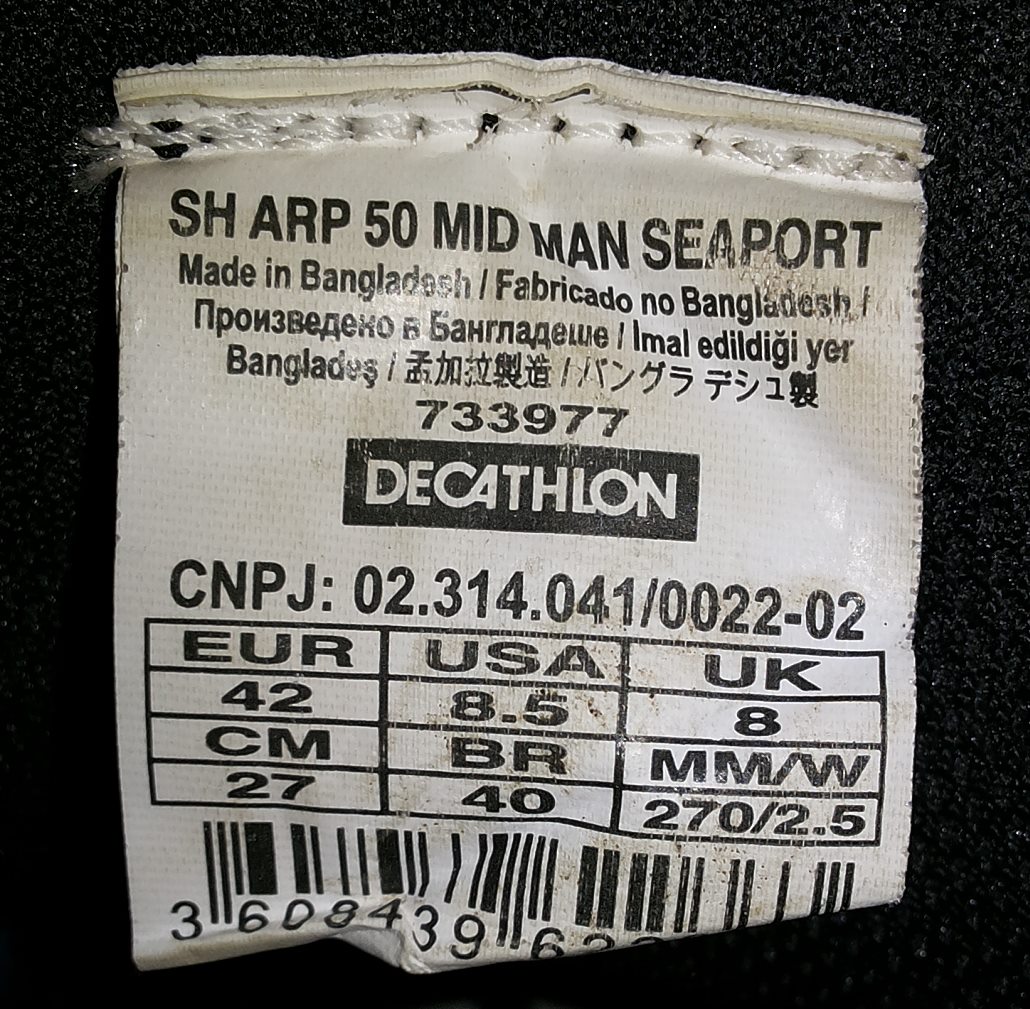 SH ARP 50 MID MAN SEAPORT
Made in Bangladesh / Fabricado no Bangladesh /
Произведено в Бангладеше / İmal edildiği yer
Bangladeş / 孟加拉製造 / バングラデシュ製
733977
DECATHLON
CNPJ: 02.314.041/0022-02
EUR USA UK
42 8.5 8
CM BR MM/W
27 40 270/2.5
3 608439